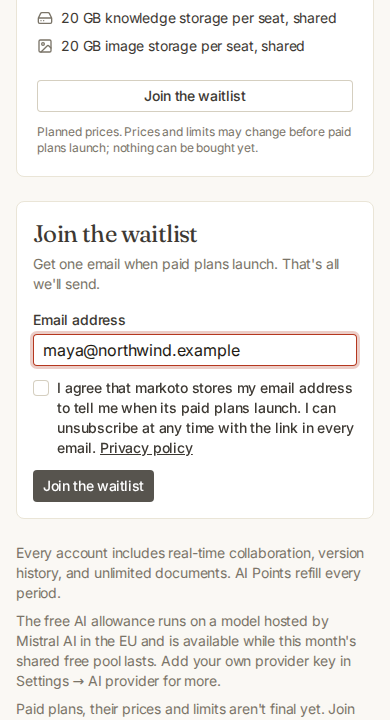 20 GB knowledge storage per seat, shared
20 GB image storage per seat, shared
Join the waitlist
Planned prices. Prices and limits may change before paid
plans launch; nothing can be bought yet.
Join the waitlist
Get one email when paid plans launch. That's all
we'll send.
Email address
maya@northwind.example
I agree that markoto stores my email address
to tell me when its paid plans launch. I can
unsubscribe at any time with the link in every
email. Privacy policy
Join the waitlist
Every account includes real-time collaboration, version
history, and unlimited documents. AI Points refill every
period.
The free AI allowance runs on a model hosted by
Mistral AI in the EU and is available while this month's
shared free pool lasts. Add your own provider key in
Settings → AI provider for more.
Paid plans, their prices and limits aren't final yet. Join